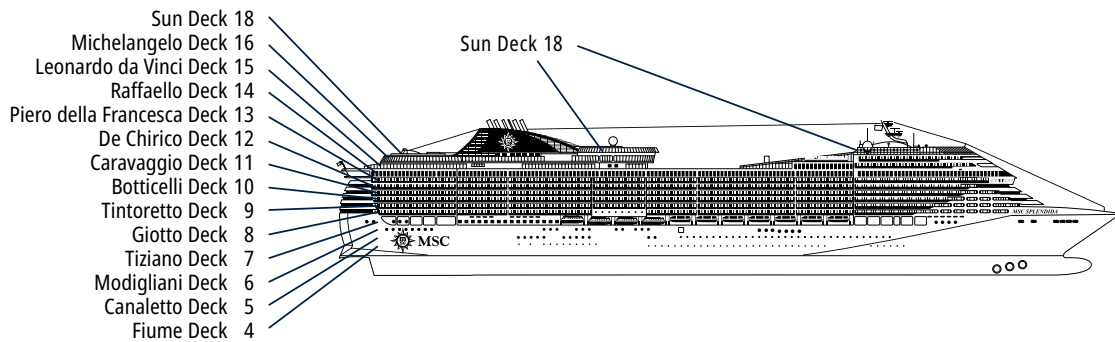 Sun Deck 18
Michelangelo Deck 16
Leonardo da Vinci Deck 15
Raffaello Deck 14
Piero della Francesca Deck 13
De Chirico Deck 12
Caravaggio Deck 11
Botticelli Deck 10
Tintoretto Deck 9
Giotto Deck 8
Tiziano Deck 7
Modigliani Deck 6
Canaletto Deck 5
Fiume Deck 4
Sun Deck 18
MSC SPLENDIDA
MSC